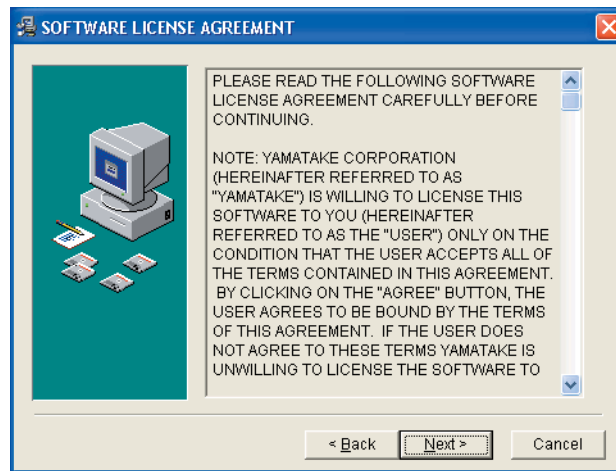 SOFTWARE LICENSE AGREEMENT
PLEASE READ THE FOLLOWING SOFTWARE
LICENSE AGREEMENT CAREFULLY BEFORE
CONTINUING.
NOTE: YAMATAKE CORPORATION
(HEREINAFTER REFERRED TO AS
"YAMATAKE") IS WILLING TO LICENSE THIS
SOFTWARE TO YOU (HEREINAFTER
REFERRED TO AS THE "USER") ONLY ON THE
CONDITION THAT THE USER ACCEPTS ALL OF
THE TERMS CONTAINED IN THIS AGREEMENT.
BY CLICKING ON THE "AGREE" BUTTON, THE
USER AGREES TO BE BOUND BY THE TERMS
OF THIS AGREEMENT.  IF THE USER DOES
NOT AGREE TO THESE TERMS YAMATAKE IS
UNWILLING TO LICENSE THE SOFTWARE TO
< Back Next > Cancel